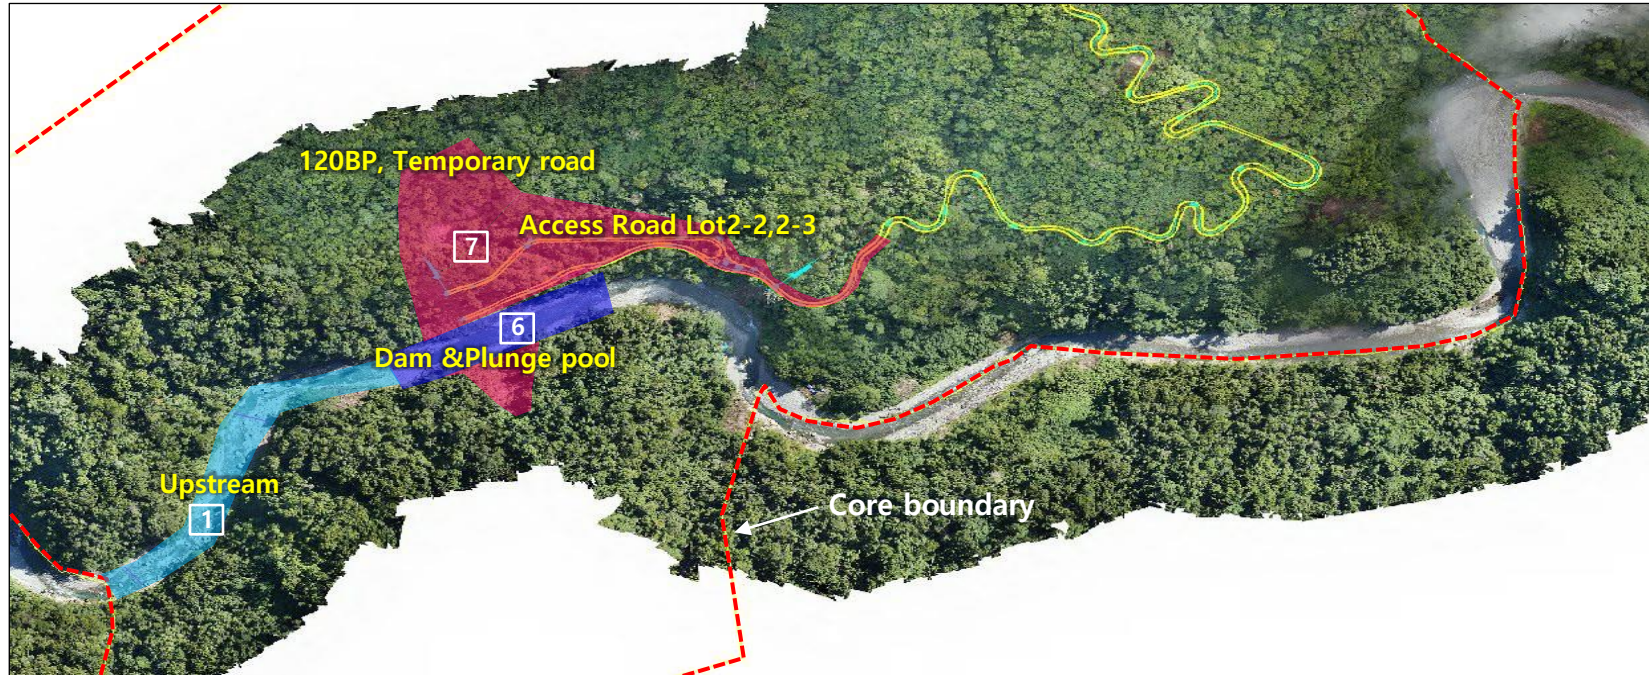 120BP, Temporary road
Access Road Lot2-2,2-3
7
6
Dam &Plunge pool
Upstream
1
Core boundary